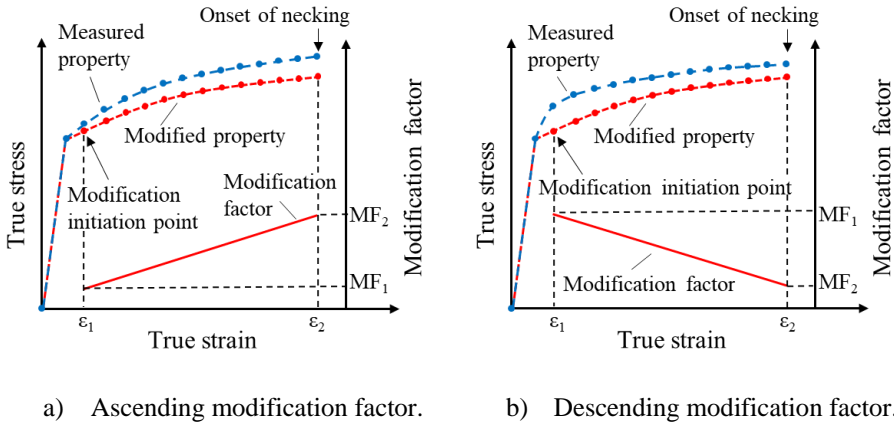 Onset of necking
Measured
property
Modified property
Modification
initiation point
Modification
factor
True stress
Modification factor
MF2
MF1
ε1
ε2
True strain
a) Ascending modification factor.
Onset of necking
Measured
property
Modified property
Modification initiation point
Modification factor
True stress
Modification factor
MF1
MF2
ε1
ε2
True strain
b) Descending modification factor.